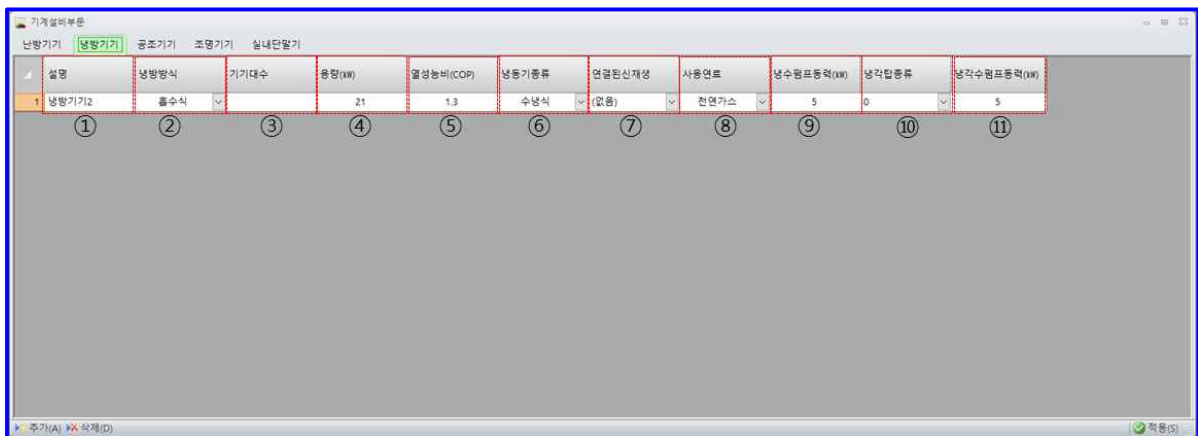 기계설비부문
난방기기 냉방기기 공조기기 조명기기 실내단말기
설명 냉방방식 기기대수 용량(kW) 열성능비(COP) 냉동기종류 연결된신재생 사용연료 냉수펌프동력(kW) 냉각탑종류 냉각수펌프동력(kW)
1 냉방기기2 흡수식 21 1.3 수냉식 (없음) 천연가스 5 0 5
① ② ③ ④ ⑤ ⑥ ⑦ ⑧ ⑨ ⑩ ⑪
추가(A) 삭제(D) 적용(S)